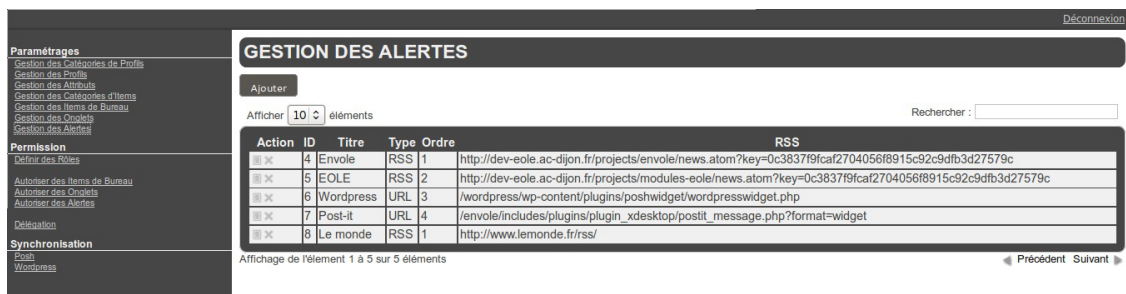 Déconnexion
Paramétrages
Gestion des Catégories de Profils
Gestion des Profils
Gestion des Attributs
Gestion des Catégories d'Items
Gestion des Items de Bureau
Gestion des Onglets
Gestion des Alertes
Permission
Définir des Rôles
Autoriser des Items de Bureau
Autoriser des Onglets
Autoriser des Alertes
Délégation
Synchronisation
Posh
Wordpress
GESTION DES ALERTES
Ajouter
Afficher 10 éléments
Rechercher :
Action ID Titre Type Ordre RSS
4 Envole RSS 1 http://dev-eole.ac-dijon.fr/projects/envole/news.atom?key=0c3837f9fcaf2704056f8915c92c9dfb3d27579c
5 EOLE RSS 2 http://dev-eole.ac-dijon.fr/projects/modules-eole/news.atom?key=0c3837f9fcaf2704056f8915c92c9dfb3d27579c
6 Wordpress URL 3 /wordpress/wp-content/plugins/poshwidget/wordpresswidget.php
7 Post-it URL 4 /envole/includes/plugins/plugin_xdesktop/postit_message.php?format=widget
8 Le monde RSS 1 http://www.lemonde.fr/rss/
Affichage de l'élement 1 à 5 sur 5 éléments
Précédent Suivant